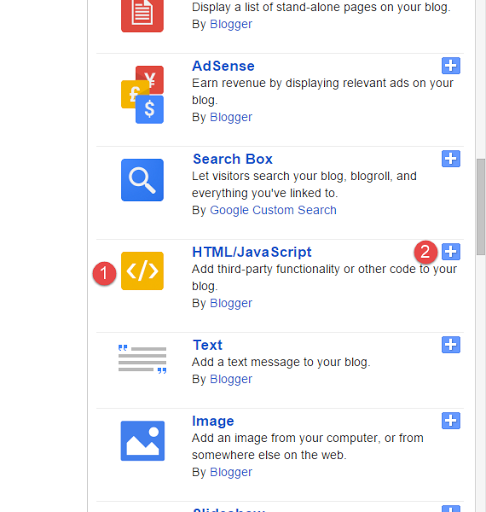 Display a list of stand-alone pages on your blog.
By Blogger
AdSense
Earn revenue by displaying relevant ads on your
blog.
By Blogger
¥
£
$
Search Box
Let visitors search your blog, blogroll, and
everything you've linked to.
By Google Custom Search
HTML/JavaScript
2
Add third-party functionality or other code to your
blog.
1
</>
By Blogger
Text
Add a text message to your blog.
By Blogger
Image
Add an image from your computer, or from
somewhere else on the web.
By Blogger
Slideshow